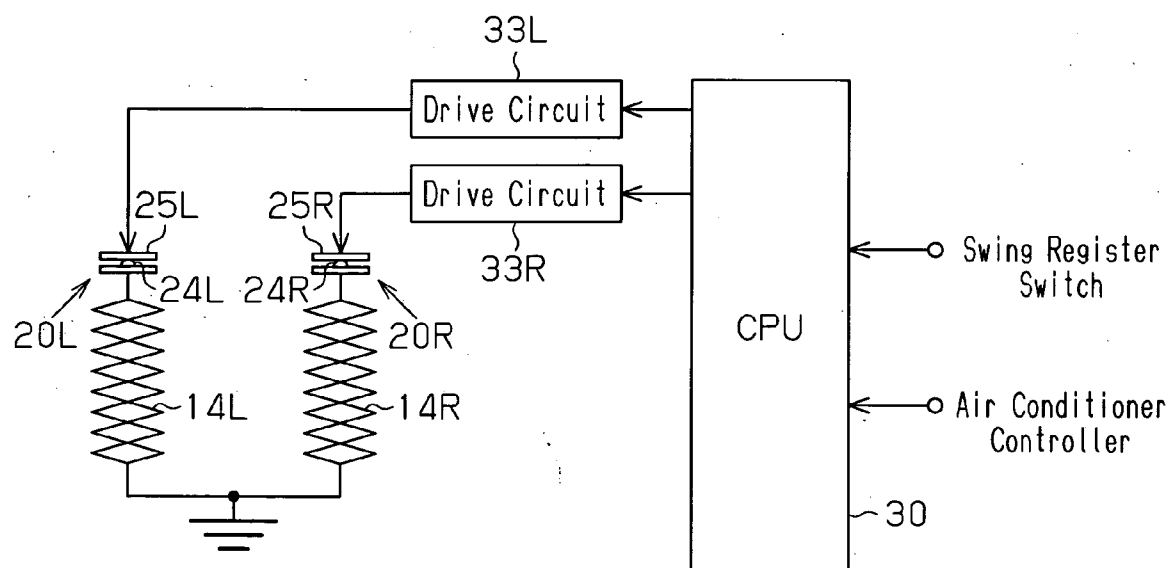 33L
Drive Circuit
Drive Circuit
33R
25L
25R
24L
24R
20L
20R
14L
14R
CPU
Swing Register
Switch
Air Conditioner
Controller
30